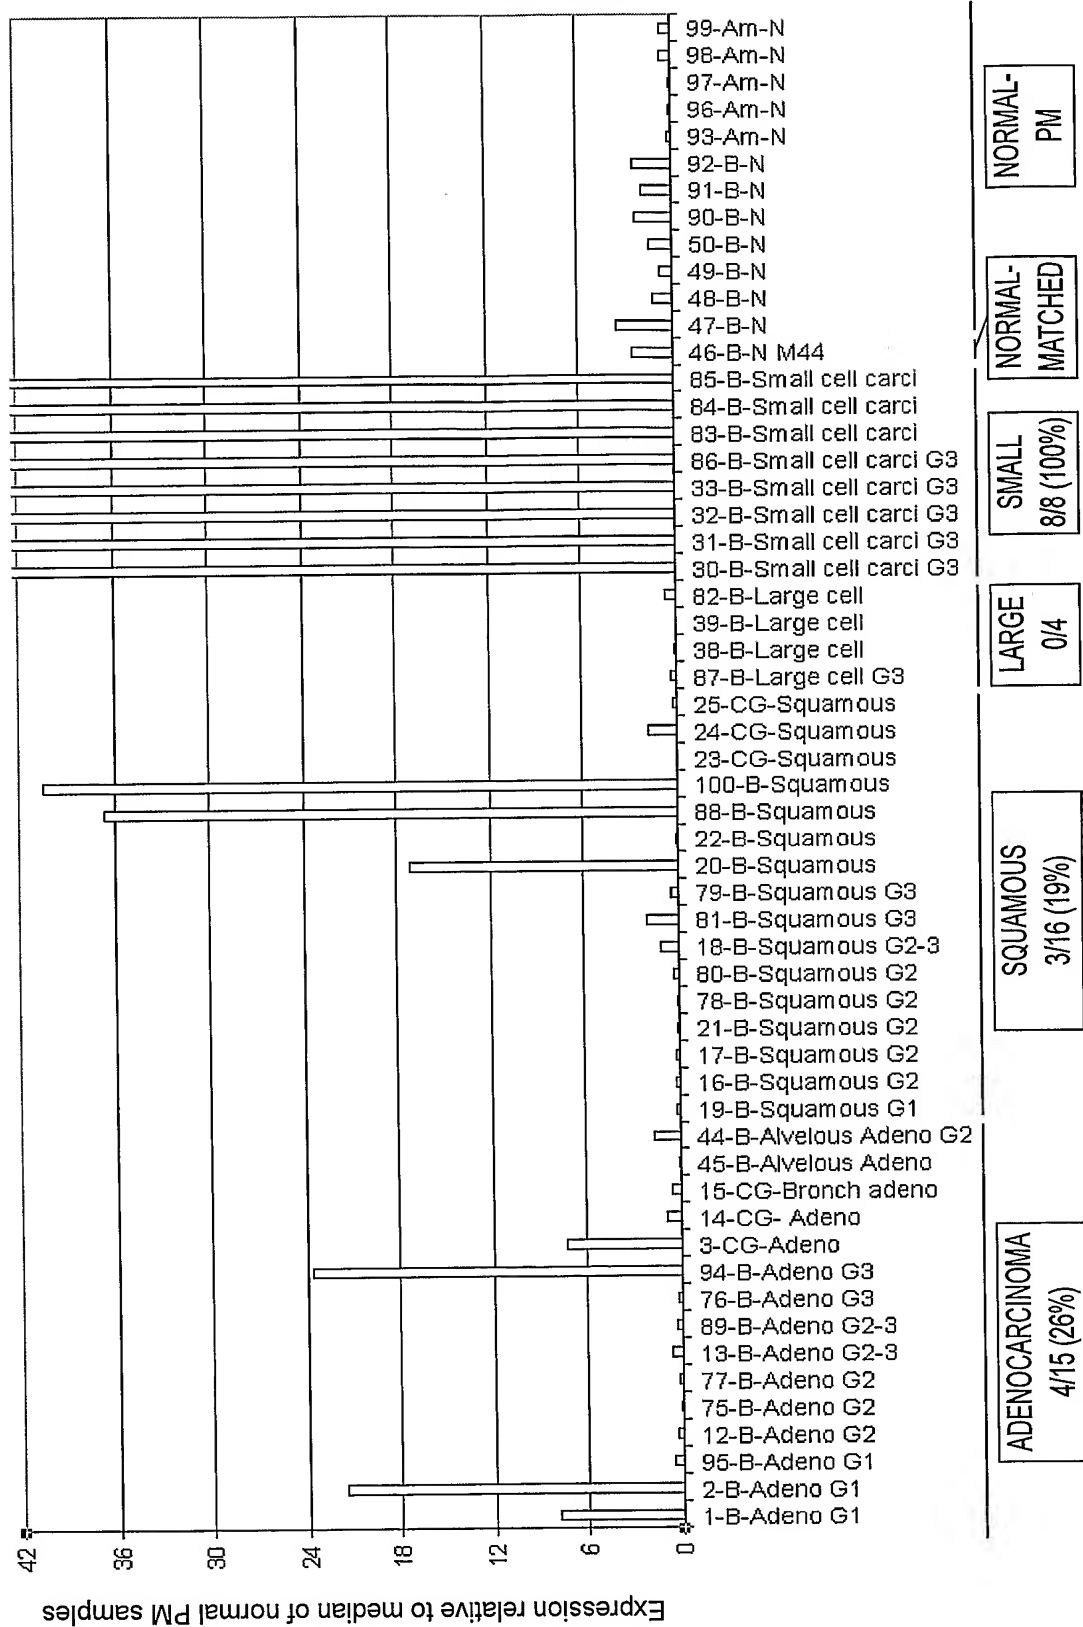 Expression relative to median of normal PM samples
42
36
30
24
18
12
6
0
1-B-Adeno G1
2-B-Adeno G1
95-B-Adeno G1
12-B-Adeno G2
75-B-Adeno G2
77-B-Adeno G2
13-B-Adeno G2-3
89-B-Adeno G2-3
76-B-Adeno G3
94-B-Adeno G3
3-CG-Adeno
14-CG- Adeno
15-CG-Bronch adeno
45-B-Alvelous Adeno
44-B-Alvelous Adeno G2
19-B-Squamous G1
16-B-Squamous G2
17-B-Squamous G2
21-B-Squamous G2
78-B-Squamous G2
80-B-Squamous G2
18-B-Squamous G2-3
81-B-Squamous G3
79-B-Squamous G3
20-B-Squamous
22-B-Squamous
88-B-Squamous
100-B-Squamous
23-CG-Squamous
24-CG-Squamous
25-CG-Squamous
87-B-Large cell G3
38-B-Large cell
39-B-Large cell
82-B-Large cell
30-B-Small cell carci G3
31-B-Small cell carci G3
32-B-Small cell carci G3
33-B-Small cell carci G3
86-B-Small cell carci G3
83-B-Small cell carci
84-B-Small cell carci
85-B-Small cell carci
46-B-N M44
47-B-N
48-B-N
49-B-N
50-B-N
90-B-N
91-B-N
92-B-N
93-Am-N
96-Am-N
97-Am-N
98-Am-N
99-Am-N
ADENOCARCINOMA
4/15 (26%)
SQUAMOUS
3/16 (19%)
LARGE
0/4
SMALL
8/8 (100%)
NORMAL-
MATCHED
NORMAL-
PM